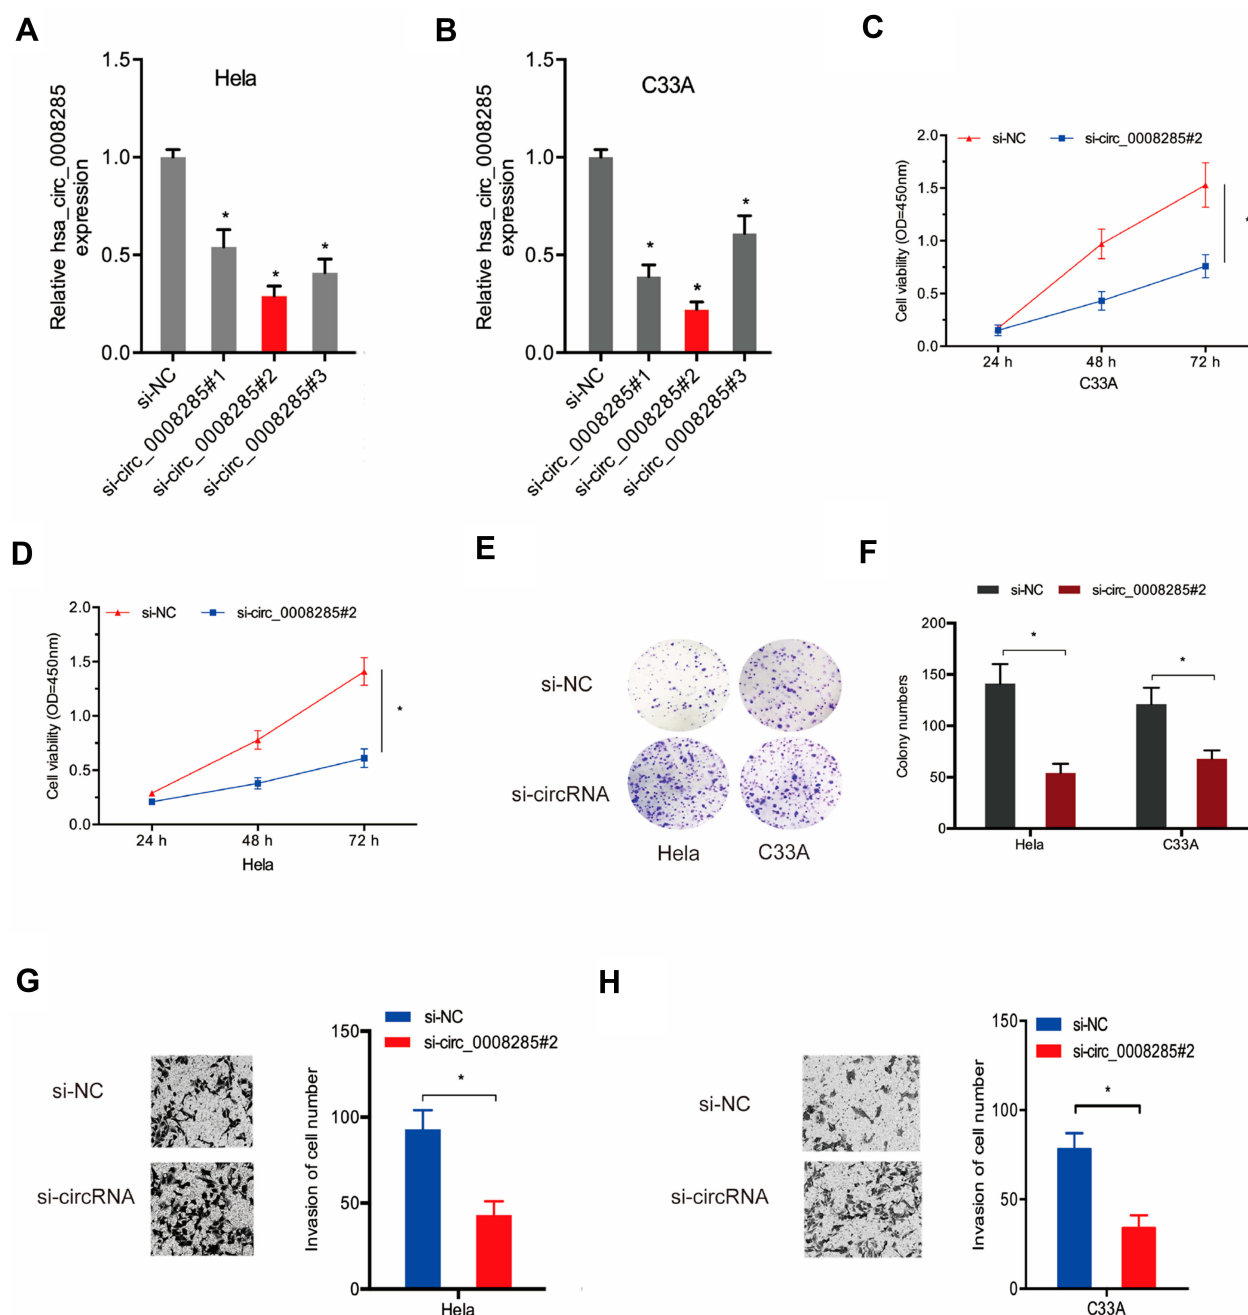 A
Hela
Relative hsa_circ_0008285
expression
1.5
1.0
0.5
0.0
*
*
*
si-NC
si-circ_0008285#1
si-circ_0008285#2
si-circ_0008285#3
B
C33A
Relative hsa_circ_0008285
expression
1.5
1.0
0.5
0.0
*
*
*
si-NC
si-circ_0008285#1
si-circ_0008285#2
si-circ_0008285#3
C
si-NC
si-circ_0008285#2
Cell viability (OD=450nm)
2.0
1.5
1.0
0.5
0.0
*
24 h
48 h
72 h
C33A
D
si-NC
si-circ_0008285#2
Cell viability (OD=450nm)
2.0
1.5
1.0
0.5
0.0
*
24 h
48 h
72 h
Hela
E
si-NC
si-circRNA
Hela
C33A
F
si-NC
si-circ_0008285#2
Colony numbers
200
150
100
50
0
*
*
Hela
C33A
G
si-NC
si-circRNA
si-NC
si-circ_0008285#2
Invasion of cell number
150
100
50
0
*
Hela
H
si-NC
si-circRNA
si-NC
si-circ_0008285#2
Invasion of cell number
150
100
50
0
*
C33A